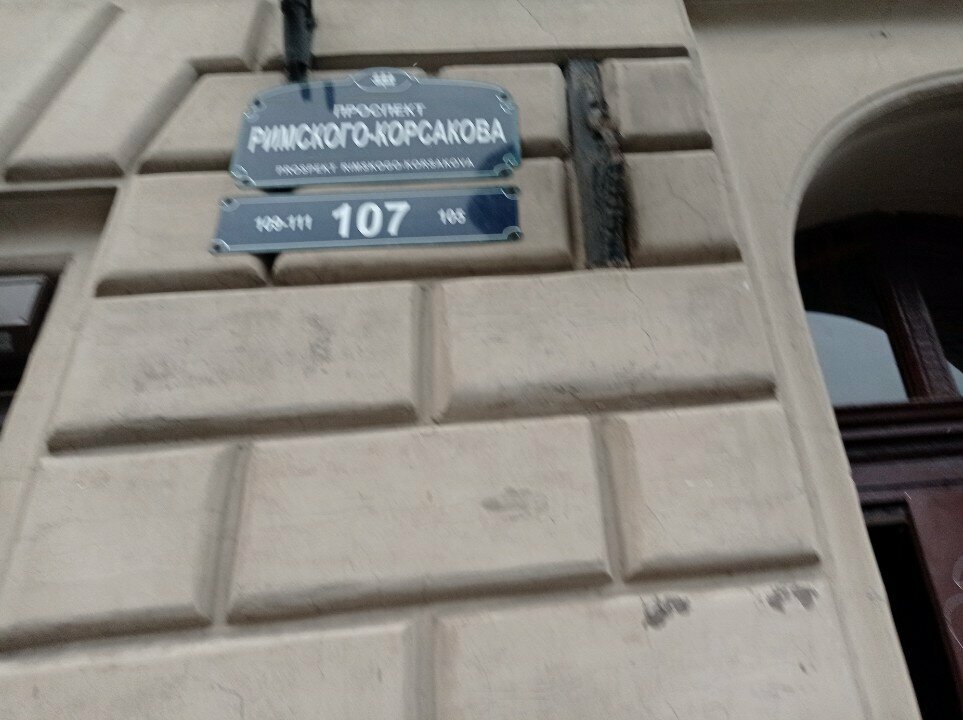 ПРОСПЕКТ
РИМСКОГО-КОРСАКОВА
PROSPEKT RIMSKOGO-KORSAKOVA
109-111 107 105